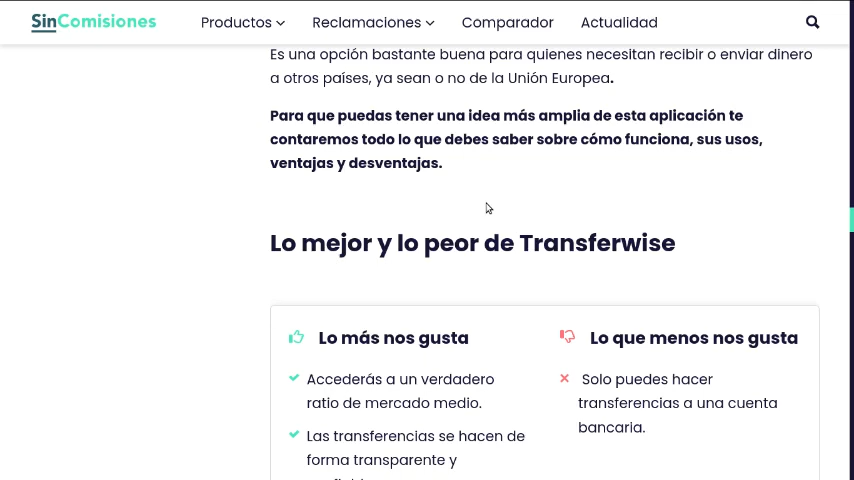 SinComisiones Productos Reclamaciones Comparador Actualidad
Es una opción bastante buena para quienes necesitan recibir o enviar dinero
a otros países, ya sean o no de la Unión Europea.
Para que puedas tener una idea más amplia de esta aplicación te
contaremos todo lo que debes saber sobre cómo funciona, sus usos,
ventajas y desventajas.
Lo mejor y lo peor de Transferwise
Lo más nos gusta
Accederás a un verdadero
ratio de mercado medio.
Las transferencias se hacen de
forma transparente y
Lo que menos nos gusta
Solo puedes hacer
transferencias a una cuenta
bancaria.